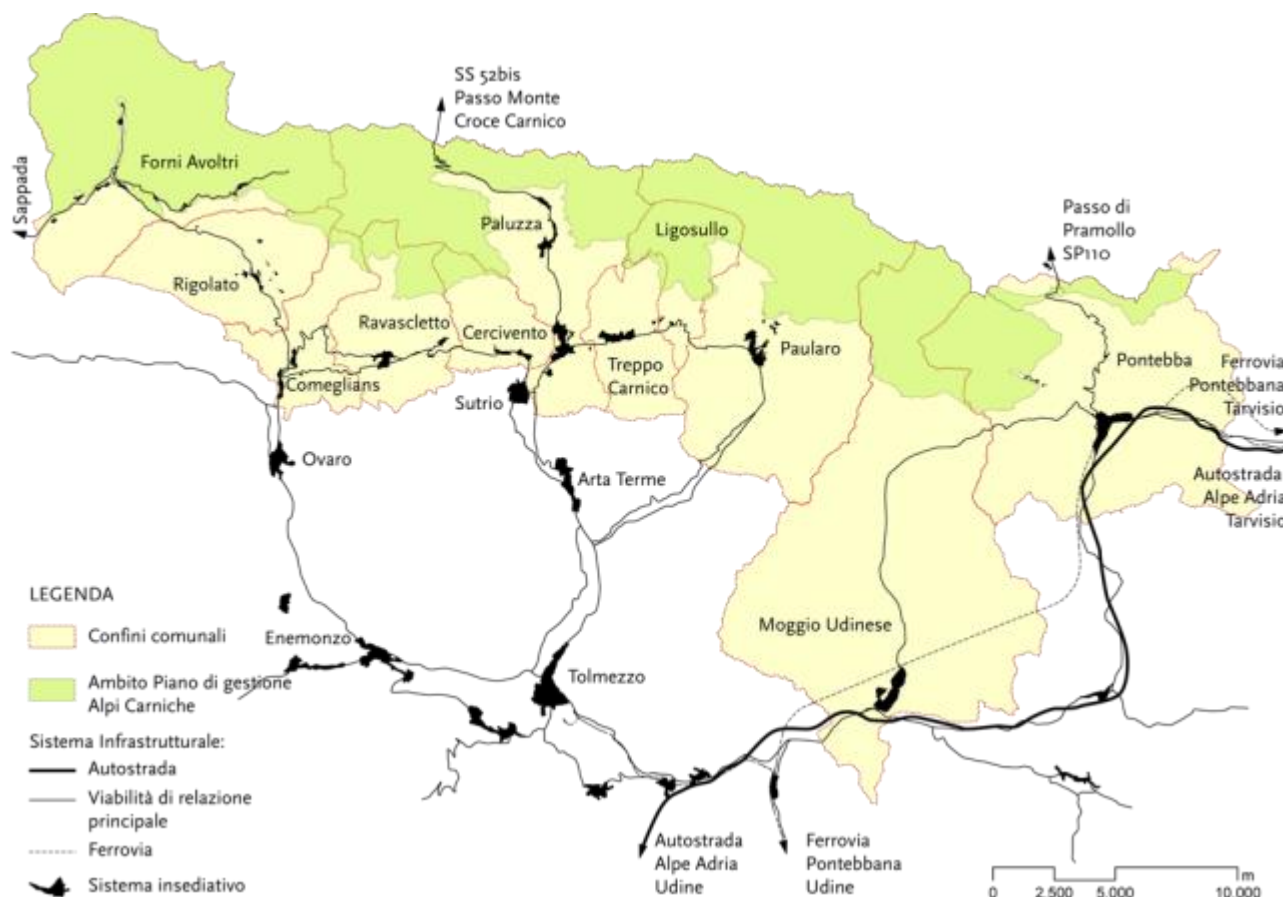 SS 52bis
Passo Monte
Croce Carnico
Sappada
Forni Avoltri
Paluzza
Ligosullo
Passo di
Pramollo
SP110
Rigolato
Ravascletto
Cercivento
Comeglians
Sutrio
Treppo
Carnico
Paularo
Pontebba
Ferrovia
Pontebbana
Tarvisio
Autostrada
Alpe Adria
Tarvisio
Ovaro
Arta Terme
Enemonzo
Tolmezzo
Moggio Udinese
LEGENDA
Confini comunali
Ambito Piano di gestione
Alpi Carniche
Sistema Infrastrutturale:
Autostrada
Viabilità di relazione
principale
Ferrovia
Sistema insediativo
Autostrada
Alpe Adria
Udine
Ferrovia
Pontebbana
Udine
m
0 2.500 5.000 10.000